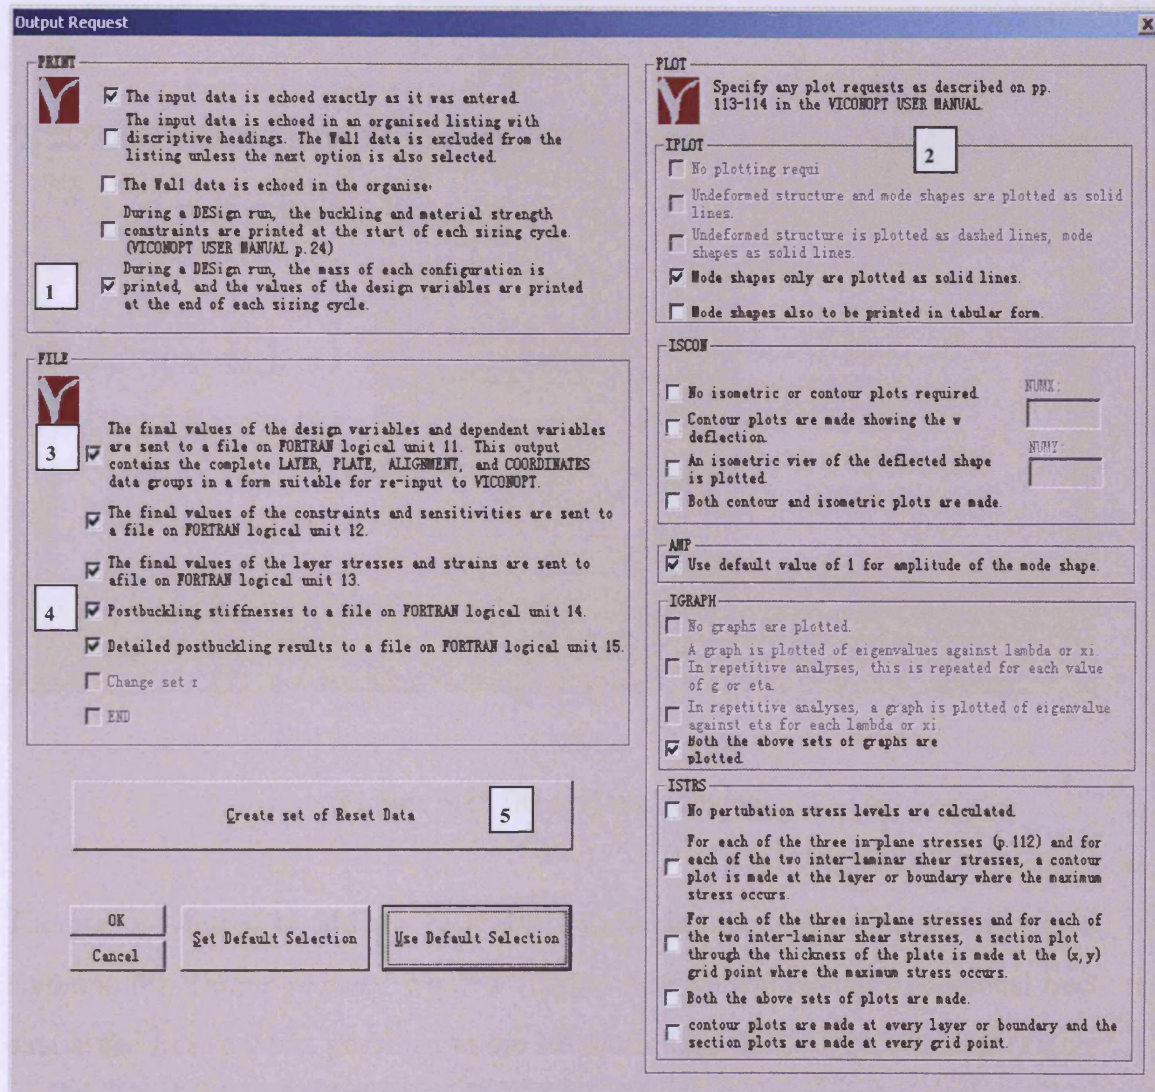 Output Request
PRINT
The input data is echoed exactly as it was entered.
The input data is echoed in an organised listing with
discriptive headings. The Wall data is excluded from the
listing unless the next option is also selected.
The Wall data is echoed in the organise
During a DESign run, the buckling and material strength
constraints are printed at the start of each sizing cycle.
(VICONOPT USER MANUAL p.24)
1
During a DESign run, the mass of each configuration is
printed, and the values of the design variables are printed
at the end of each sizing cycle.
FILE
3
The final values of the design variables and dependent variables
are sent to a file on FORTRAN logical unit 11. This output
contains the complete LAYER, PLATE, ALIGNMENT, and COORDINATES
data groups in a form suitable for re-input to VICONOPT.
The final values of the constraints and sensitivities are sent to
a file on FORTRAN logical unit 12.
The final values of the layer stresses and strains are sent to
afile on FORTRAN logical unit 13.
4
Postbuckling stiffnesses to a file on FORTRAN logical unit 14.
Detailed postbuckling results to a file on FORTRAN logical unit 15.
Change set r
END
Create set of Reset Data
5
OK
Cancel
Set Default Selection
Use Default Selection
PLOT
Specify any plot requests as described on pp.
113-114 in the VICONOPT USER MANUAL.
IPLOT
2
No plotting requi
Undeformed structure and mode shapes are plotted as solid
lines.
Undeformed structure is plotted as dashed lines, mode
shapes as solid lines.
Mode shapes only are plotted as solid lines.
Mode shapes also to be printed in tabular form.
ISCON
No isometric or contour plots required.
NUMX:
Contour plots are made showing the w
deflection.
NUMY:
An isometric view of the deflected shape
is plotted.
Both contour and isometric plots are made.
AMP
Use default value of 1 for amplitude of the mode shape.
IGRAPH
No graphs are plotted.
A graph is plotted of eigenvalues against lambda or xi.
In repetitive analyses, this is repeated for each value
of g or eta.
In repetitive analyses, a graph is plotted of eigenvalue
against eta for each lambda or xi.
Both the above sets of graphs are
plotted.
ISTRS
No pertubation stress levels are calculated.
For each of the three in-plane stresses (p.112) and for
each of the two inter-laminar shear stresses, a contour
plot is made at the layer or boundary where the maximum
stress occurs.
For each of the three in-plane stresses and for each of
the two inter-laminar shear stresses, a section plot
through the thickness of the plate is made at the (x,y)
grid point where the maximum stress occurs.
Both the above sets of plots are made.
contour plots are made at every layer or boundary and the
section plots are made at every grid point.